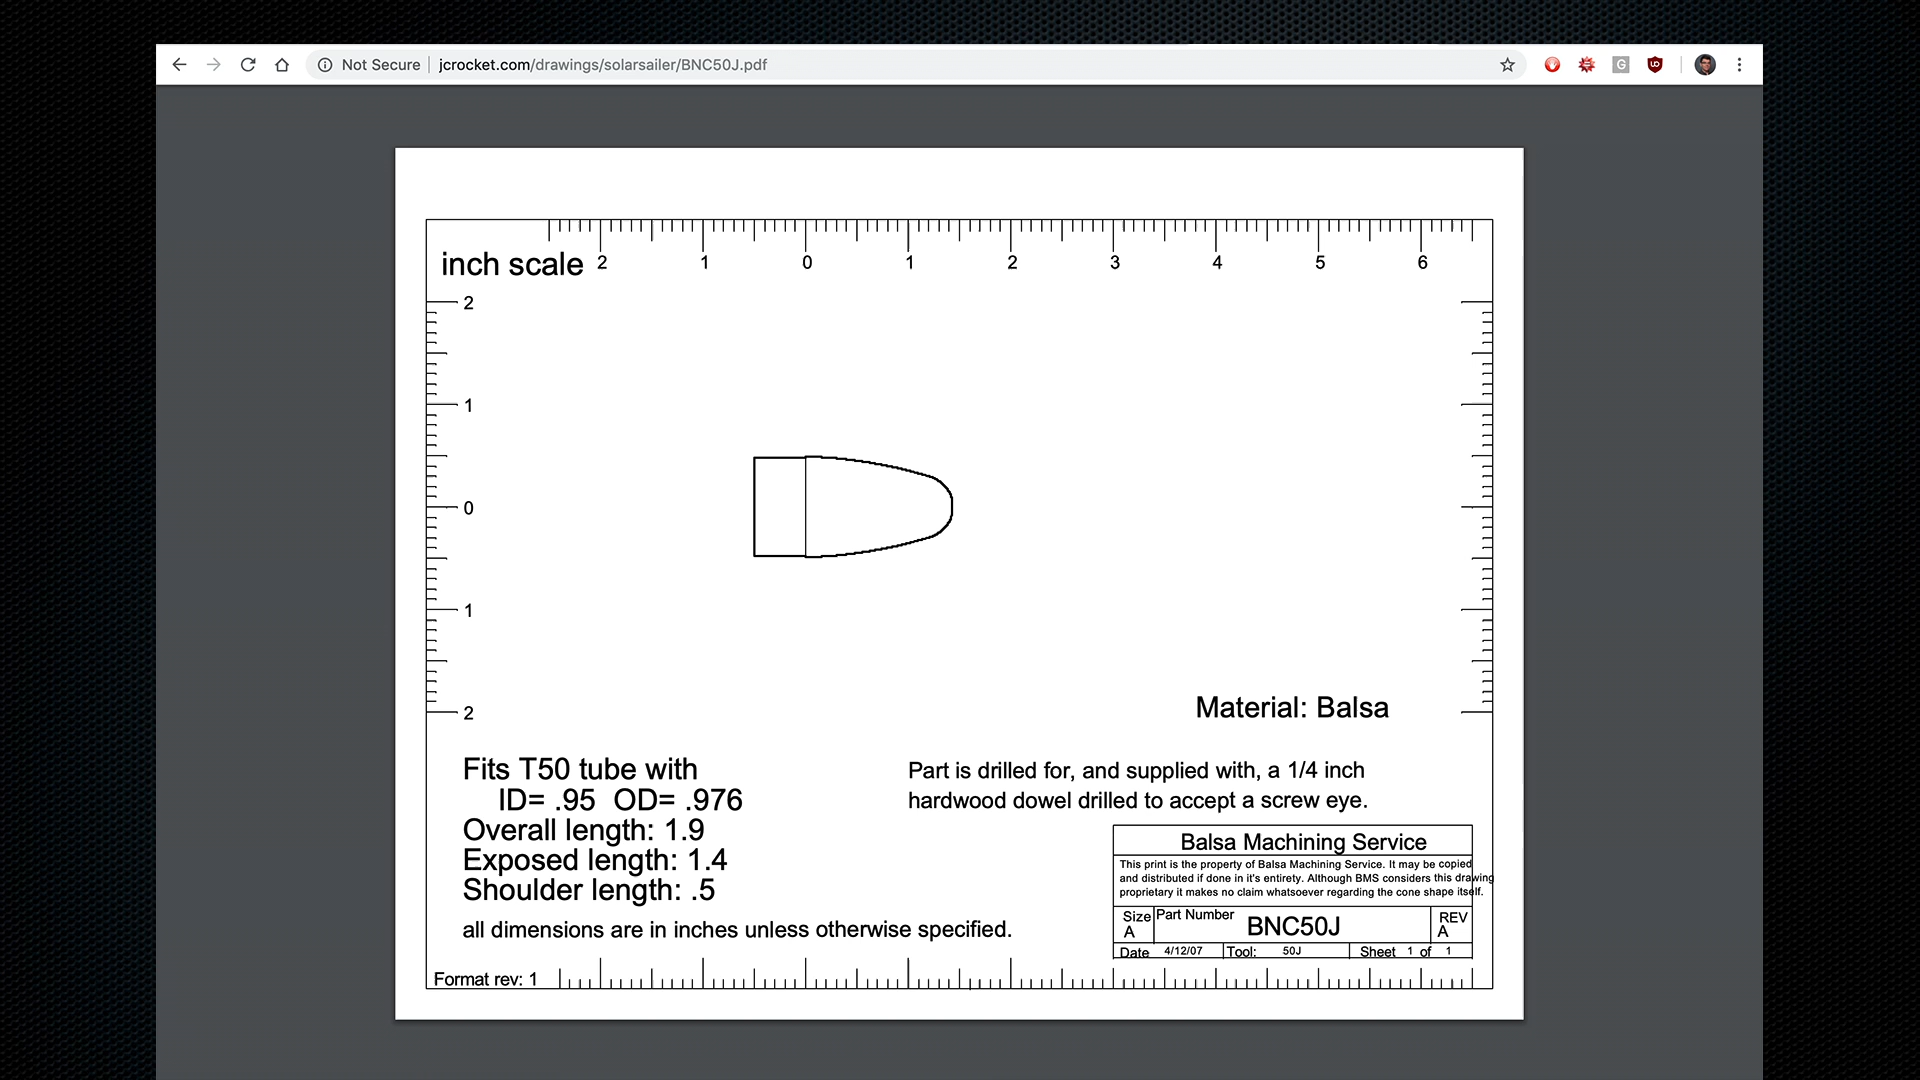 Not Secure jcrocket.com/drawings/solarsailer/BNC50J.pdf
G
inch scale 2 1 0 1 2 3 4 5 6
2
1
0
1
2
Material: Balsa
Fits T50 tube with
ID= .95 OD= .976
Overall length: 1.9
Exposed length: 1.4
Shoulder length: .5
all dimensions are in inches unless otherwise specified.
Part is drilled for, and supplied with, a 1/4 inch
hardwood dowel drilled to accept a screw eye.
Balsa Machining Service
This print is the property of Balsa Machining Service. It may be copied
and distributed if done in it's entirety. Although BMS considers this drawing
proprietary it makes no claim whatsoever regarding the cone shape itself.
Size A Part Number BNC50J REV A
Date 4/12/07 Tool: 50J Sheet 1 of 1
Format rev: 1